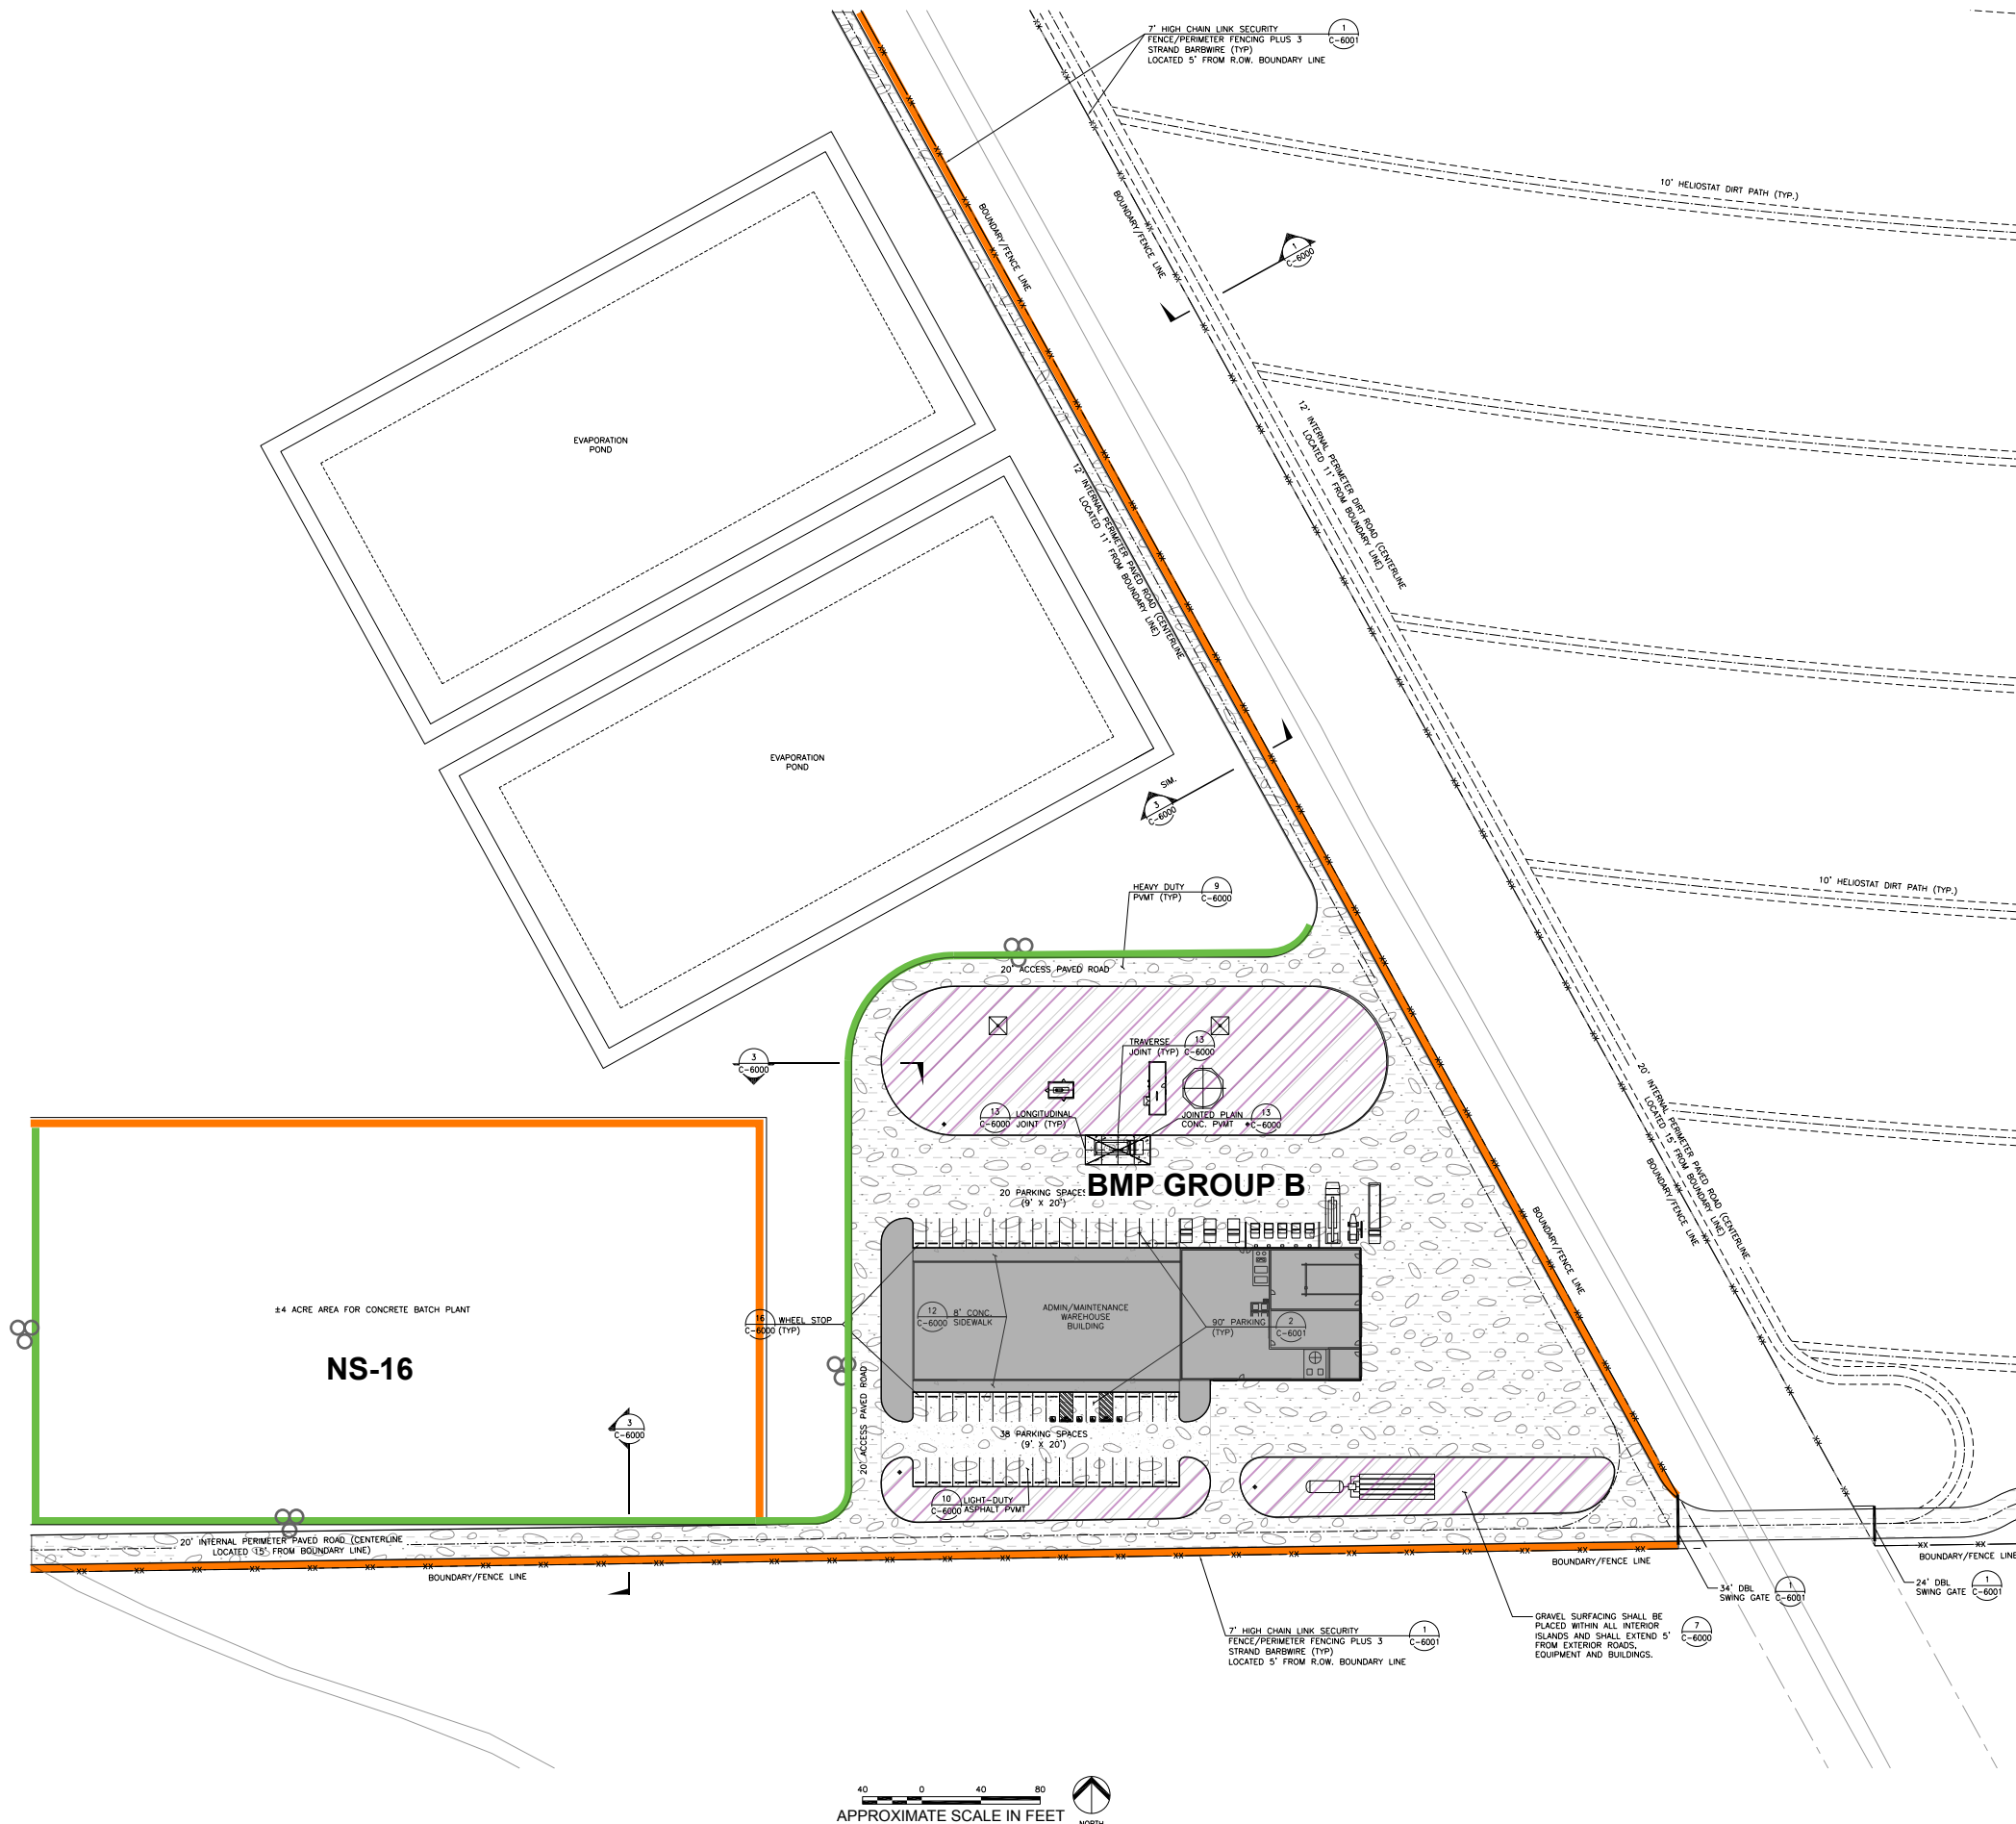 7' HIGH CHAIN LINK SECURITY
FENCE/PERIMETER FENCING PLUS 3
STRAND BARBWIRE (TYP)
LOCATED 5' FROM R.OW. BOUNDARY LINE
1
C-6001
10' HELIOSTAT DIRT PATH (TYP.)
BOUNDARY/FENCE LINE
BOUNDARY/FENCE LINE
1
C-6000
EVAPORATION
POND
12' INTERNAL PERIMETER DIRT ROAD (CENTERLINE
LOCATED 11' FROM BOUNDARY LINE)
12' INTERNAL PERIMETER PAVED ROAD (CENTERLINE
LOCATED 11' FROM BOUNDARY LINE)
EVAPORATION
POND
SIM.
3
C-6000
HEAVY DUTY
PVMT (TYP)
9
C-6000
10' HELIOSTAT DIRT PATH (TYP.)
20' ACCESS PAVED ROAD
TRAVERSE
JOINT (TYP)
13
C-6000
3
C-6000
13
C-6000
LONGITUDINAL
JOINT (TYP)
JOINTED PLAIN
CONC. PVMT
13
C-6000
20' INTERNAL PERIMETER PAVED ROAD (CENTERLINE
LOCATED 15' FROM BOUNDARY LINE)
BOUNDARY/FENCE LINE
BMP GROUP B
20 PARKING SPACES
(9' X 20')
BOUNDARY/FENCE LINE
±4 ACRE AREA FOR CONCRETE BATCH PLANT
NS-16
16
C-6000
WHEEL STOP
(TYP)
12
C-6000
8' CONC.
SIDEWALK
ADMIN/MAINTENANCE
WAREHOUSE
BUILDING
90° PARKING
(TYP)
2
C-6001
20' ACCESS PAVED ROAD
3
C-6000
38 PARKING SPACES
(9' X 20')
10
C-6000
LIGHT-DUTY
ASPHALT PVMT
20' INTERNAL PERIMETER PAVED ROAD (CENTERLINE
LOCATED 15' FROM BOUNDARY LINE)
BOUNDARY/FENCE LINE
BOUNDARY/FENCE LINE
BOUNDARY/FENCE LINE
34' DBL
SWING GATE
1
C-6001
24' DBL
SWING GATE
1
C-6001
7' HIGH CHAIN LINK SECURITY
FENCE/PERIMETER FENCING PLUS 3
STRAND BARBWIRE (TYP)
LOCATED 5' FROM R.OW. BOUNDARY LINE
1
C-6001
GRAVEL SURFACING SHALL BE
PLACED WITHIN ALL INTERIOR
ISLANDS AND SHALL EXTEND 5'
FROM EXTERIOR ROADS,
EQUIPMENT AND BUILDINGS.
7
C-6000
40 0 40 80
APPROXIMATE SCALE IN FEET
NORTH